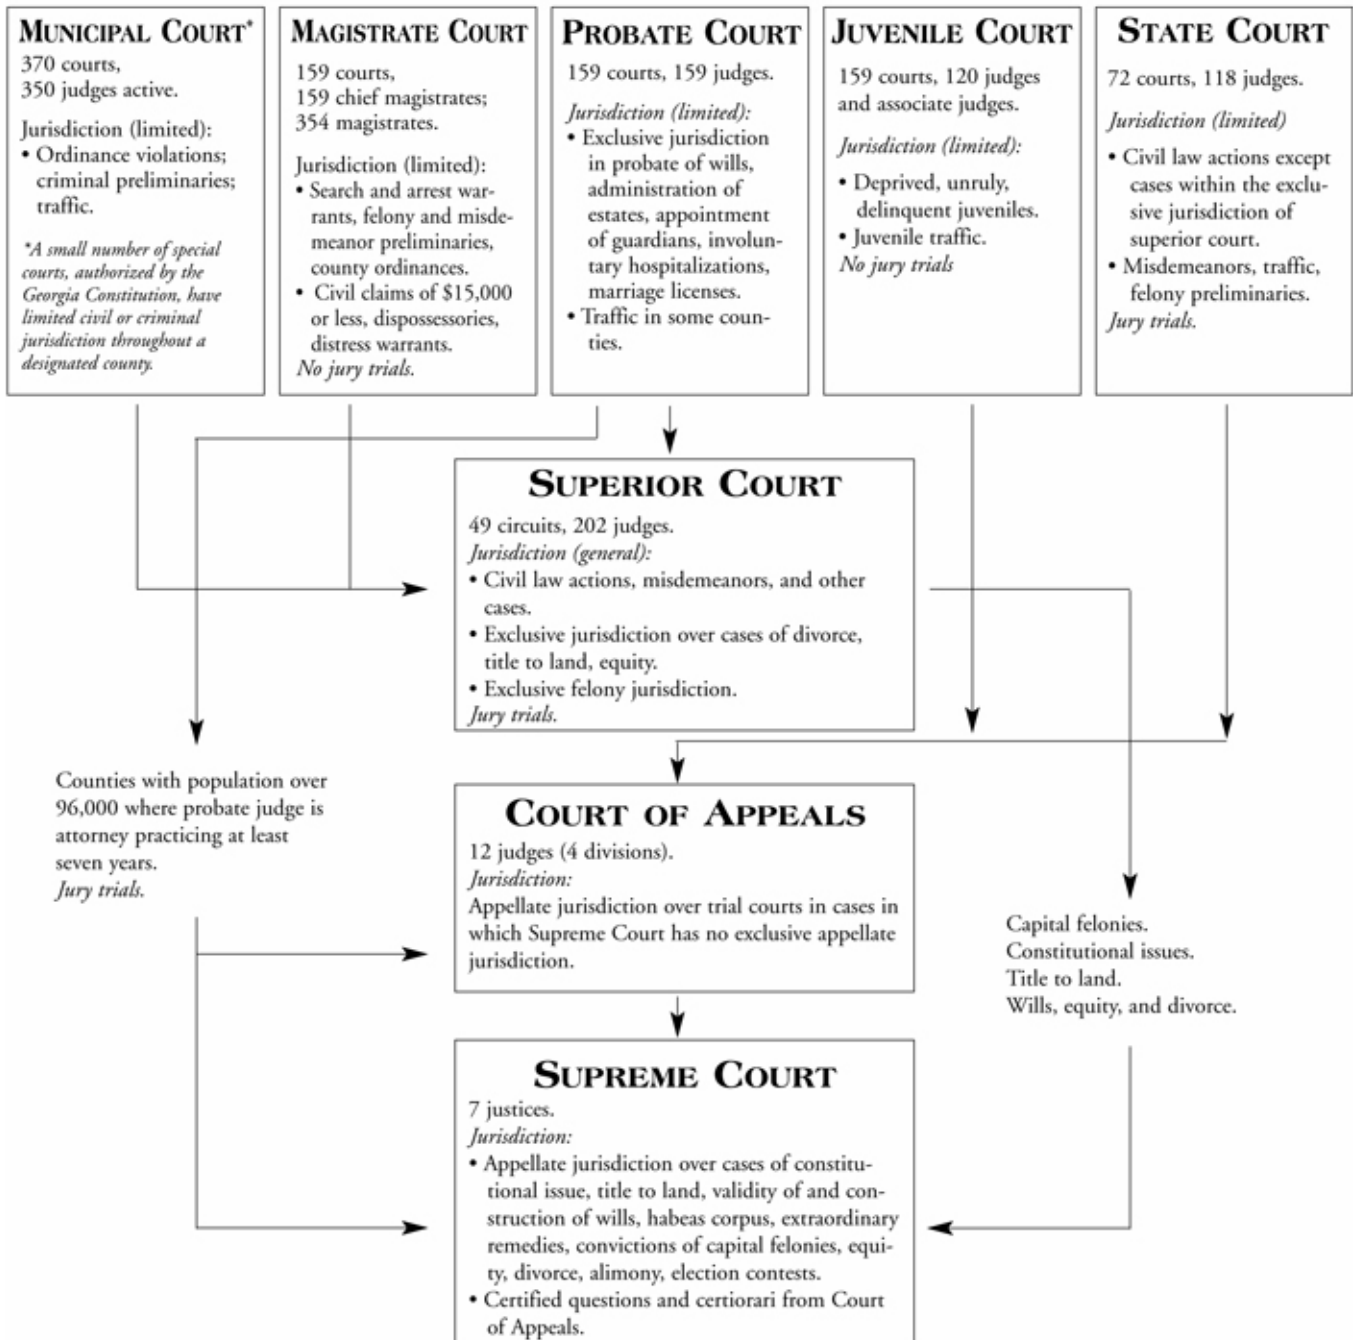 MUNICIPAL COURT*
370 courts,
350 judges active.
Jurisdiction (limited):
• Ordinance violations;
criminal preliminaries;
traffic.
*A small number of special
courts, authorized by the
Georgia Constitution, have
limited civil or criminal
jurisdiction throughout a
designated county.
MAGISTRATE COURT
159 courts,
159 chief magistrates;
354 magistrates.
Jurisdiction (limited):
• Search and arrest war-
rants, felony and misde-
meanor preliminaries,
county ordinances.
• Civil claims of $15,000
or less, dispossessories,
distress warrants.
No jury trials.
PROBATE COURT
159 courts, 159 judges.
Jurisdiction (limited):
• Exclusive jurisdiction
in probate of wills,
administration of
estates, appointment
of guardians, involun-
tary hospitalizations,
marriage licenses.
• Traffic in some coun-
ties.
JUVENILE COURT
159 courts, 120 judges
and associate judges.
Jurisdiction (limited):
• Deprived, unruly,
delinquent juveniles.
• Juvenile traffic.
No jury trials
STATE COURT
72 courts, 118 judges.
Jurisdiction (limited)
• Civil law actions except
cases within the exclu-
sive jurisdiction of
superior court.
• Misdemeanors, traffic,
felony preliminaries.
Jury trials.
SUPERIOR COURT
49 circuits, 202 judges.
Jurisdiction (general):
• Civil law actions, misdemeanors, and other
cases.
• Exclusive jurisdiction over cases of divorce,
title to land, equity.
• Exclusive felony jurisdiction.
Jury trials.
Counties with population over
96,000 where probate judge is
attorney practicing at least
seven years.
Jury trials.
COURT OF APPEALS
12 judges (4 divisions).
Jurisdiction:
Appellate jurisdiction over trial courts in cases in
which Supreme Court has no exclusive appellate
jurisdiction.
Capital felonies.
Constitutional issues.
Title to land.
Wills, equity, and divorce.
SUPREME COURT
7 justices.
Jurisdiction:
• Appellate jurisdiction over cases of constitu-
tional issue, title to land, validity of and con-
struction of wills, habeas corpus, extraordinary
remedies, convictions of capital felonies, equi-
ty, divorce, alimony, election contests.
• Certified questions and certiorari from Court
of Appeals.